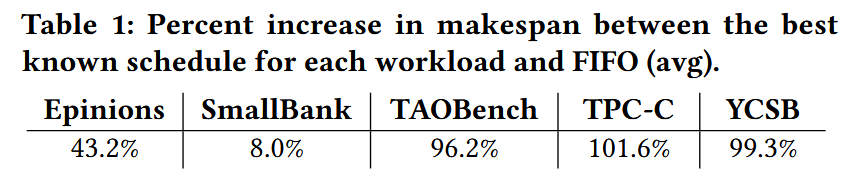 Table 1: Percent increase in makespan between the best
known schedule for each workload and FIFO (avg).
Epinions SmallBank TAOBench TPC-C YCSB
43.2% 8.0% 96.2% 101.6% 99.3%